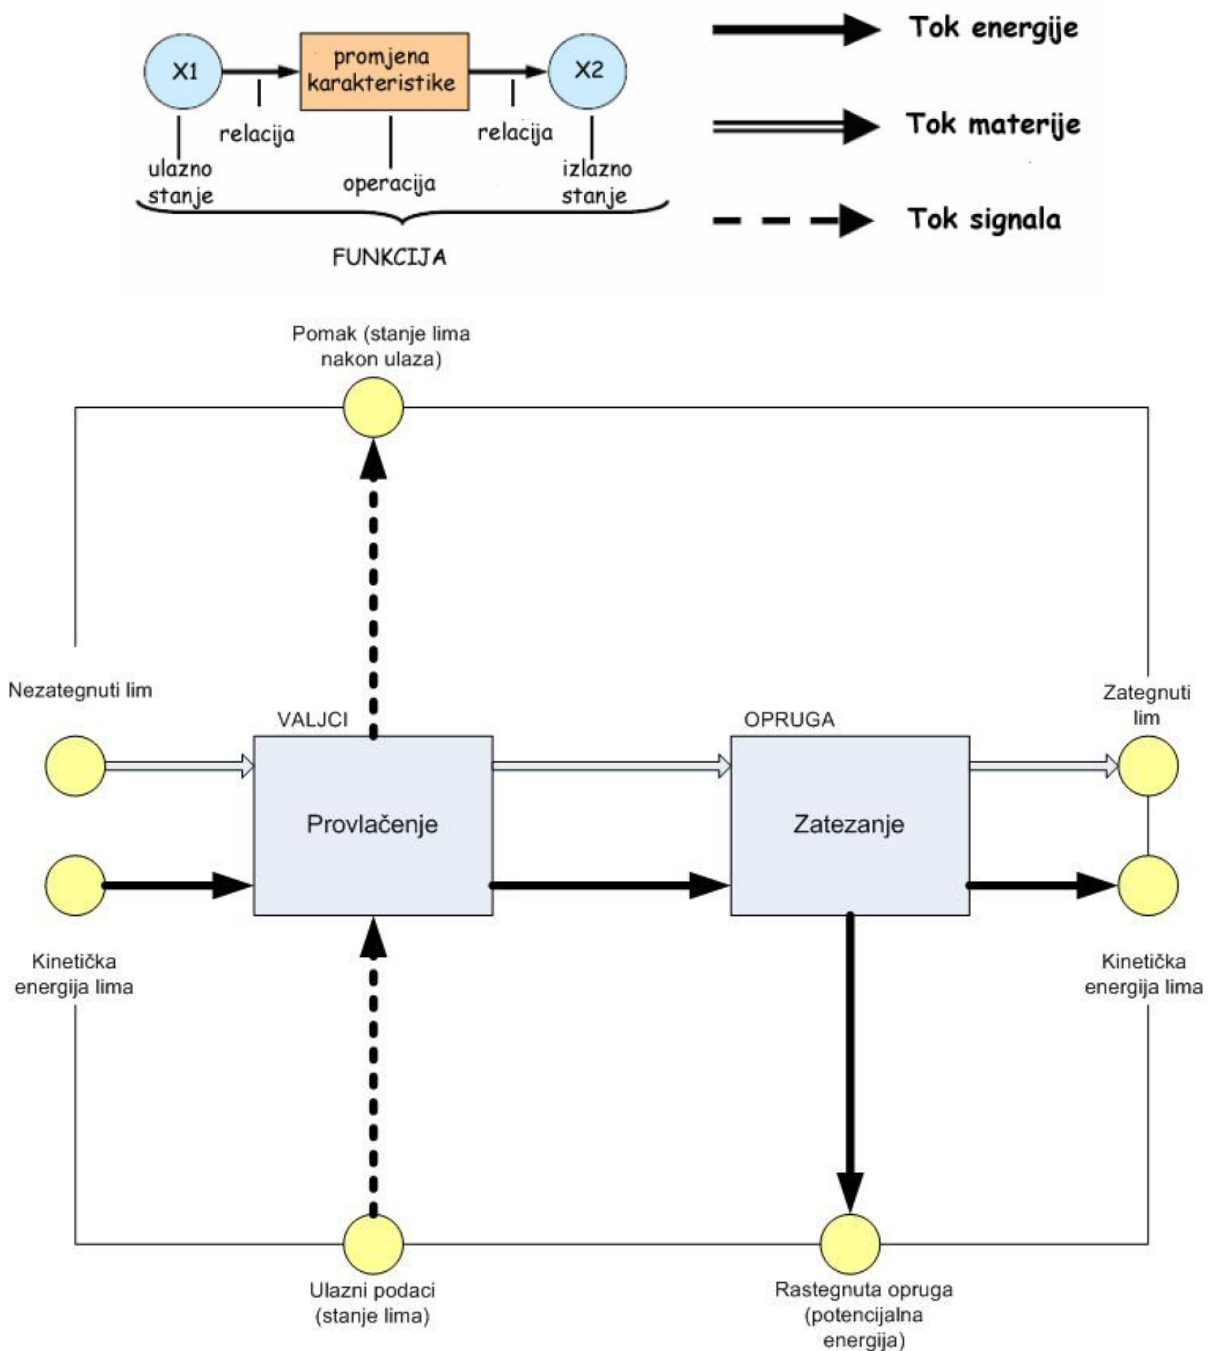 X1
promjena
karakteristike
X2
relacija
relacija
ulazno
stanje
operacija
izlazno
stanje
FUNKCIJA
Tok energije
Tok materije
Tok signala
Pomak (stanje lima
nakon ulaza)
Nezategnuti lim
Zategnuti
lim
VALJCI
OPRUGA
Provlačenje
Zatezanje
Kinetička
energija lima
Kinetička
energija lima
Ulazni podaci
(stanje lima)
Rastegnuta opruga
(potencijalna
energija)